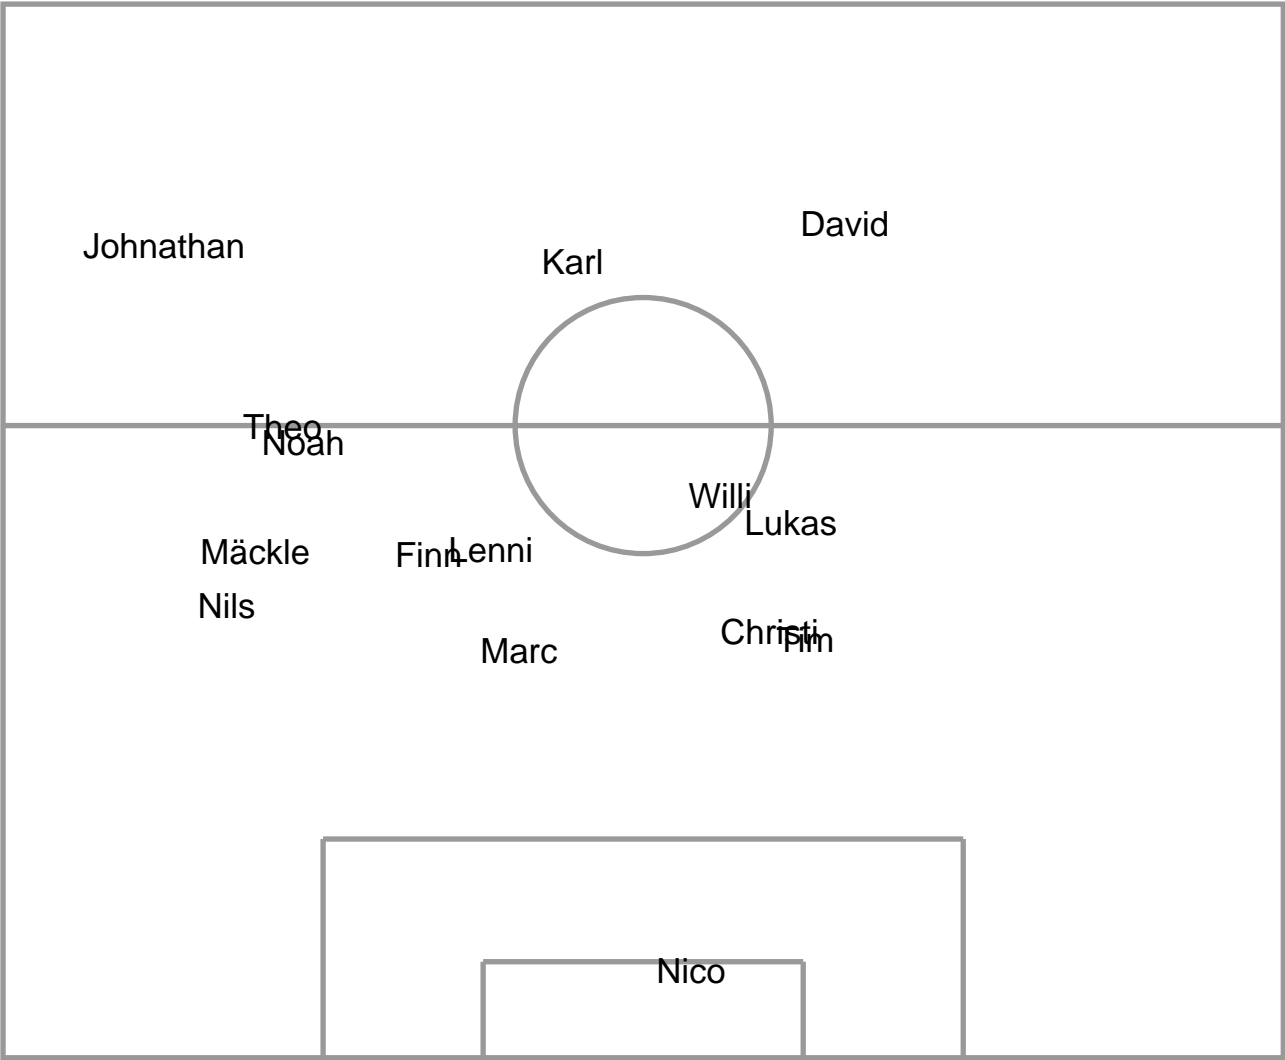 David
Johnathan
Karl
Theo
Noah
Willi
Lukas
Mäckle
Finn
Lenni
Nils
Christi
Tim
Marc
Nico